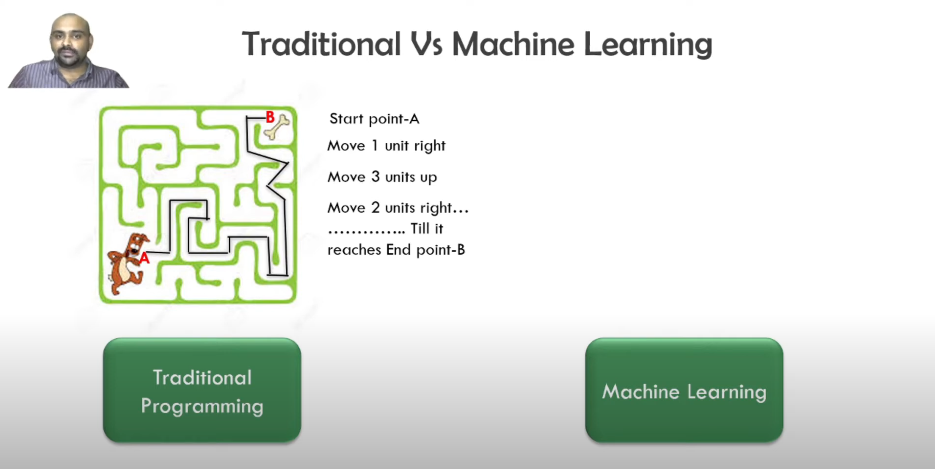 Traditional Vs Machine Learning
B
Start point-A
Move 1 unit right
Move 3 units up
Move 2 units right...
.............. Till it
reaches End point-B
A
Traditional
Programming
Machine Learning